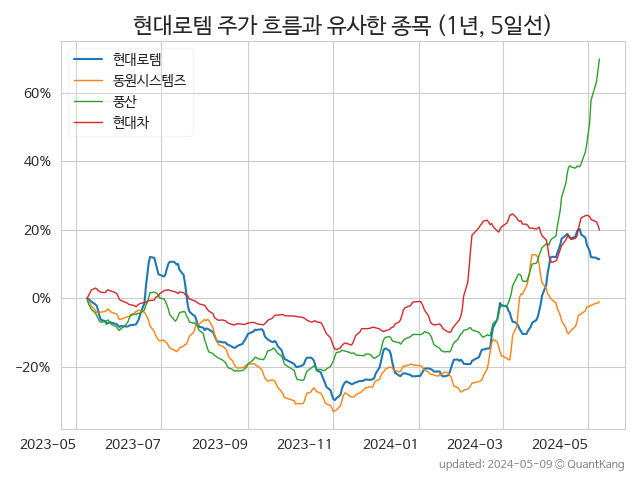 현대로템 주가 흐름과 유사한 종목 (1년, 5일선)
현대로템
동원시스템즈
풍산
현대차
60%
40%
20%
0%
−20%
2023-05 2023-07 2023-09 2023-11 2024-01 2024-03 2024-05
updated: 2024-05-09 © QuantKang